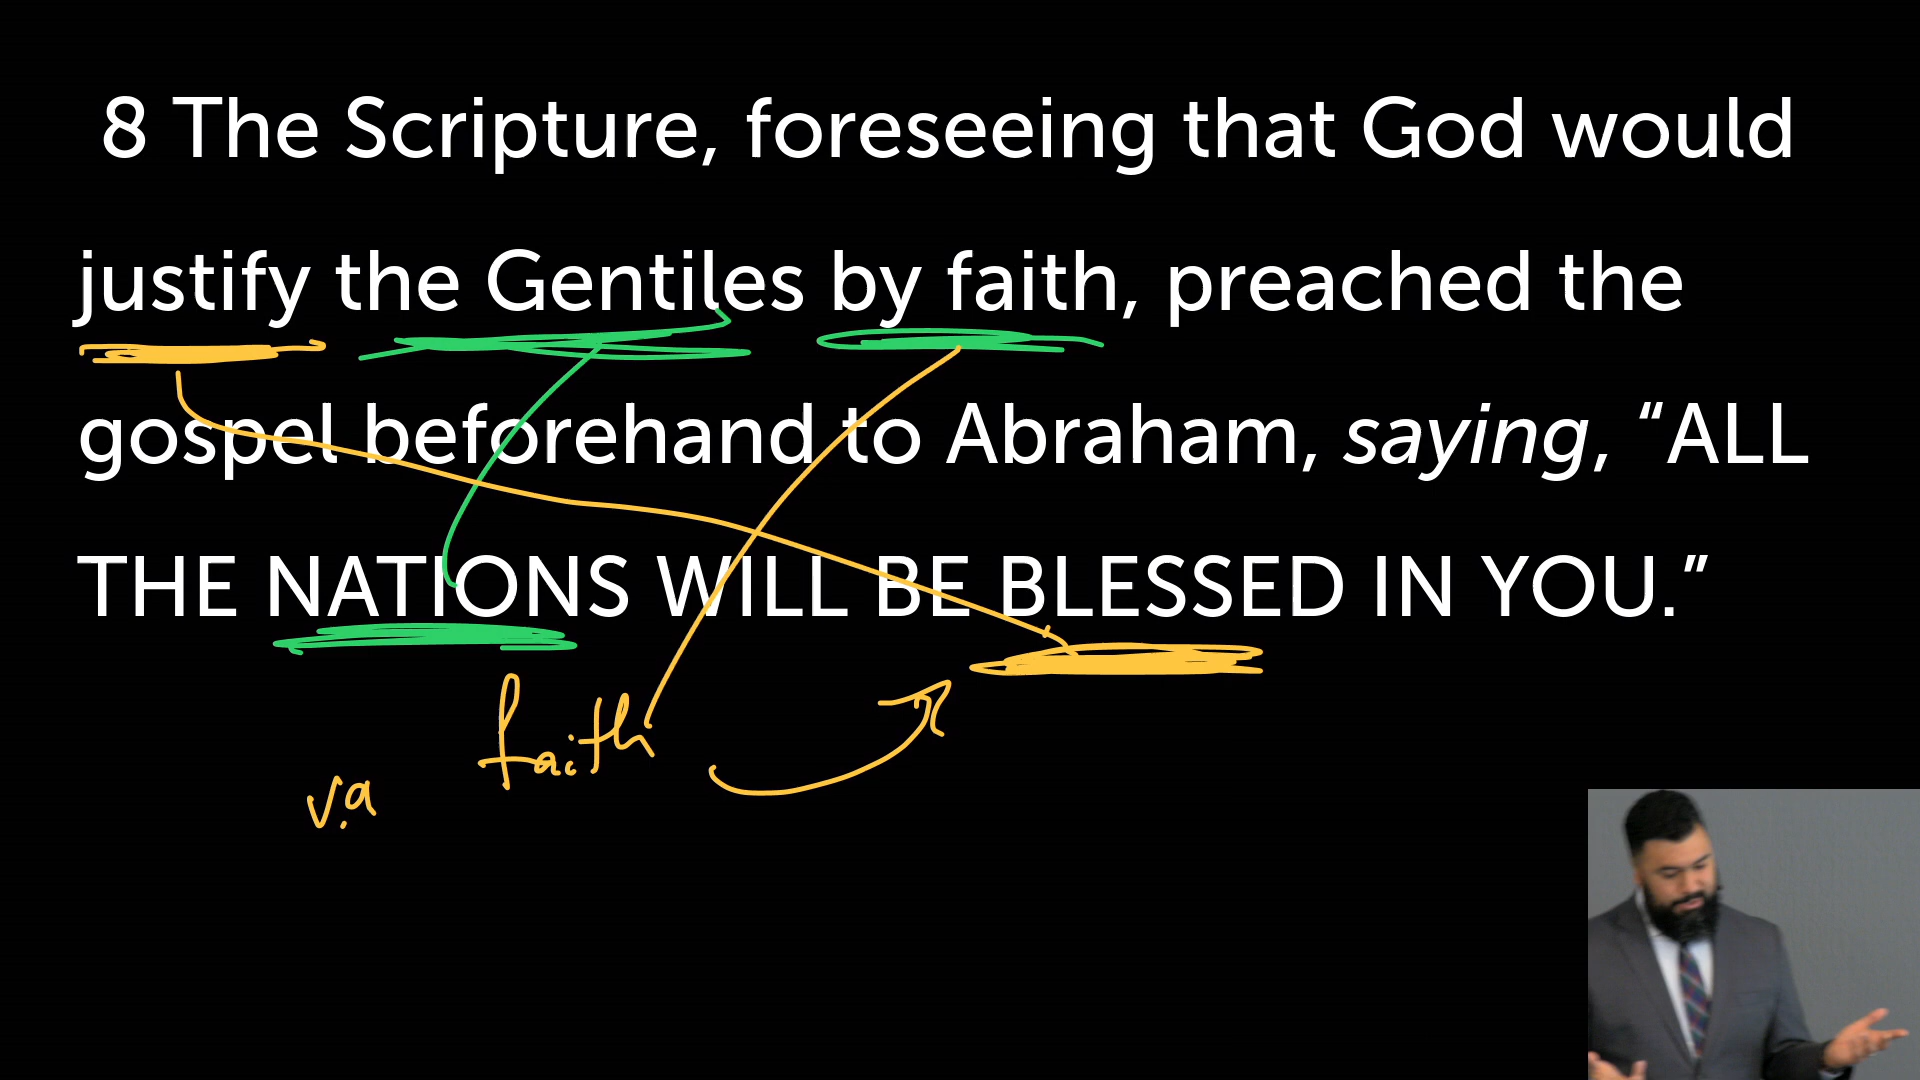 8 The Scripture, foreseeing that God would
justify the Gentiles by faith, preached the
gospel beforehand to Abraham, saying, “ALL
THE NATIONS WILL BE BLESSED IN YOU.”
faith
via